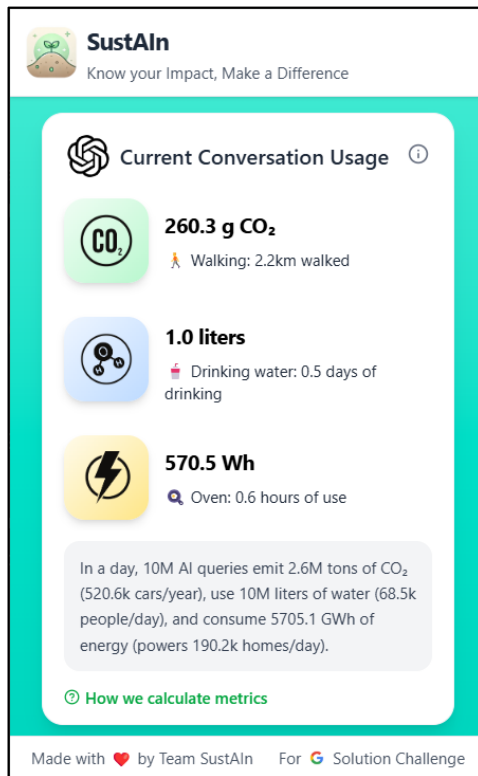 SustAIn
Know your Impact, Make a Difference
Current Conversation Usage
CO₂
260.3 g CO₂
Walking: 2.2km walked
O
H
H
1.0 liters
Drinking water: 0.5 days of
drinking
570.5 Wh
Oven: 0.6 hours of use
In a day, 10M AI queries emit 2.6M tons of CO₂
(520.6k cars/year), use 10M liters of water (68.5k
people/day), and consume 5705.1 GWh of
energy (powers 190.2k homes/day).
How we calculate metrics
Made with ❤️ by Team SustAIn For G Solution Challenge